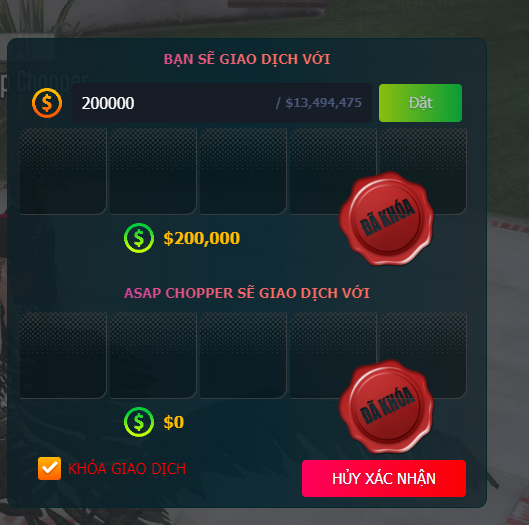 BẠN SẼ GIAO DỊCH VỚI
200000 / $13,494,475 Đặt
$200,000
ĐÃ KHÓA
ASAP CHOPPER SẼ GIAO DỊCH VỚI
$0
ĐÃ KHÓA
KHÓA GIAO DỊCH
HỦY XÁC NHẬN